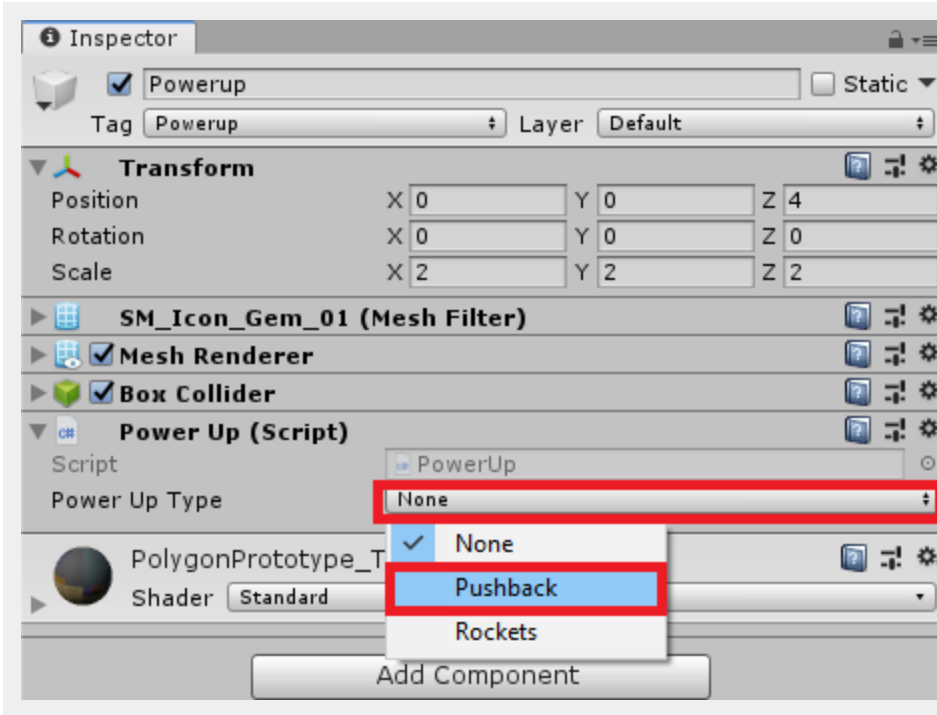 Inspector
Powerup Static
Tag Powerup Layer Default
Transform
Position X 0 Y 0 Z 4
Rotation X 0 Y 0 Z 0
Scale X 2 Y 2 Z 2
SM_Icon_Gem_01 (Mesh Filter)
Mesh Renderer
Box Collider
c# Power Up (Script)
Script PowerUp
Power Up Type None
None
PolygonPrototype_T
Pushback
Shader Standard
Rockets
Add Component